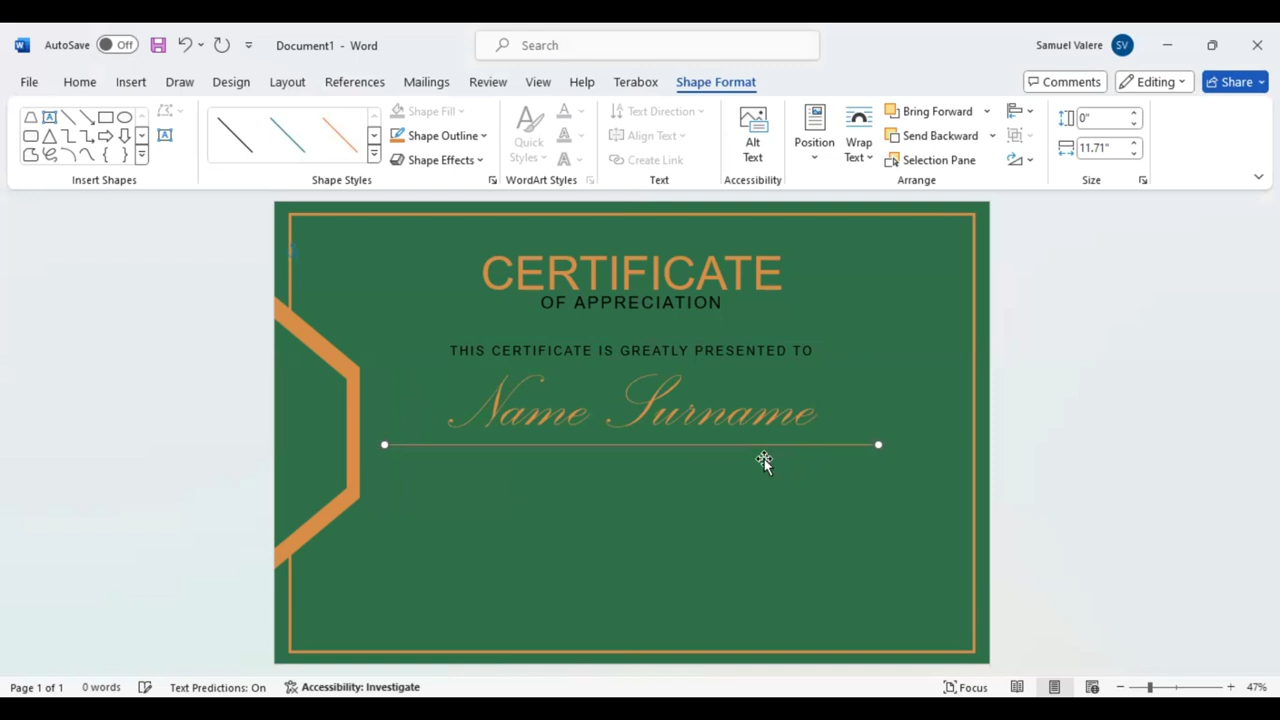 AutoSave Off Document1 - Word Search Samuel Valere SV
File Home Insert Draw Design Layout References Mailings Review View Help Terabox Shape Format Comments Editing Share
Shape Fill
Shape Outline
Shape Effects
Insert Shapes
Shape Styles
Quick
Styles
WordArt Styles
Text Direction
Align Text
Create Link
Text
Alt
Text
Accessibility
Position
Wrap
Text
Bring Forward
Send Backward
Selection Pane
Arrange
0"
11.71"
Size
CERTIFICATE
OF APPRECIATION
THIS CERTIFICATE IS GREATLY PRESENTED TO
Name Surname
Page 1 of 1 0 words Text Predictions: On Accessibility: Investigate Focus 47%